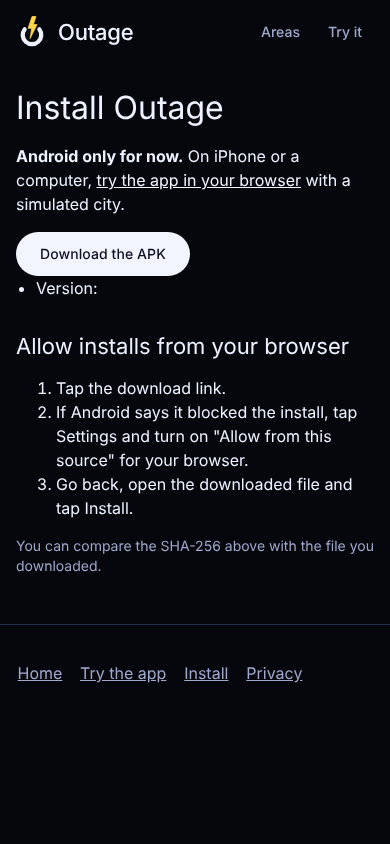 Outage
Areas
Try it
Install Outage
Android only for now. On iPhone or a
computer, try the app in your browser with a
simulated city.
Download the APK
• Version:
Allow installs from your browser
1. Tap the download link.
2. If Android says it blocked the install, tap
Settings and turn on "Allow from this
source" for your browser.
3. Go back, open the downloaded file and
tap Install.
You can compare the SHA-256 above with the file you
downloaded.
Home
Try the app
Install
Privacy